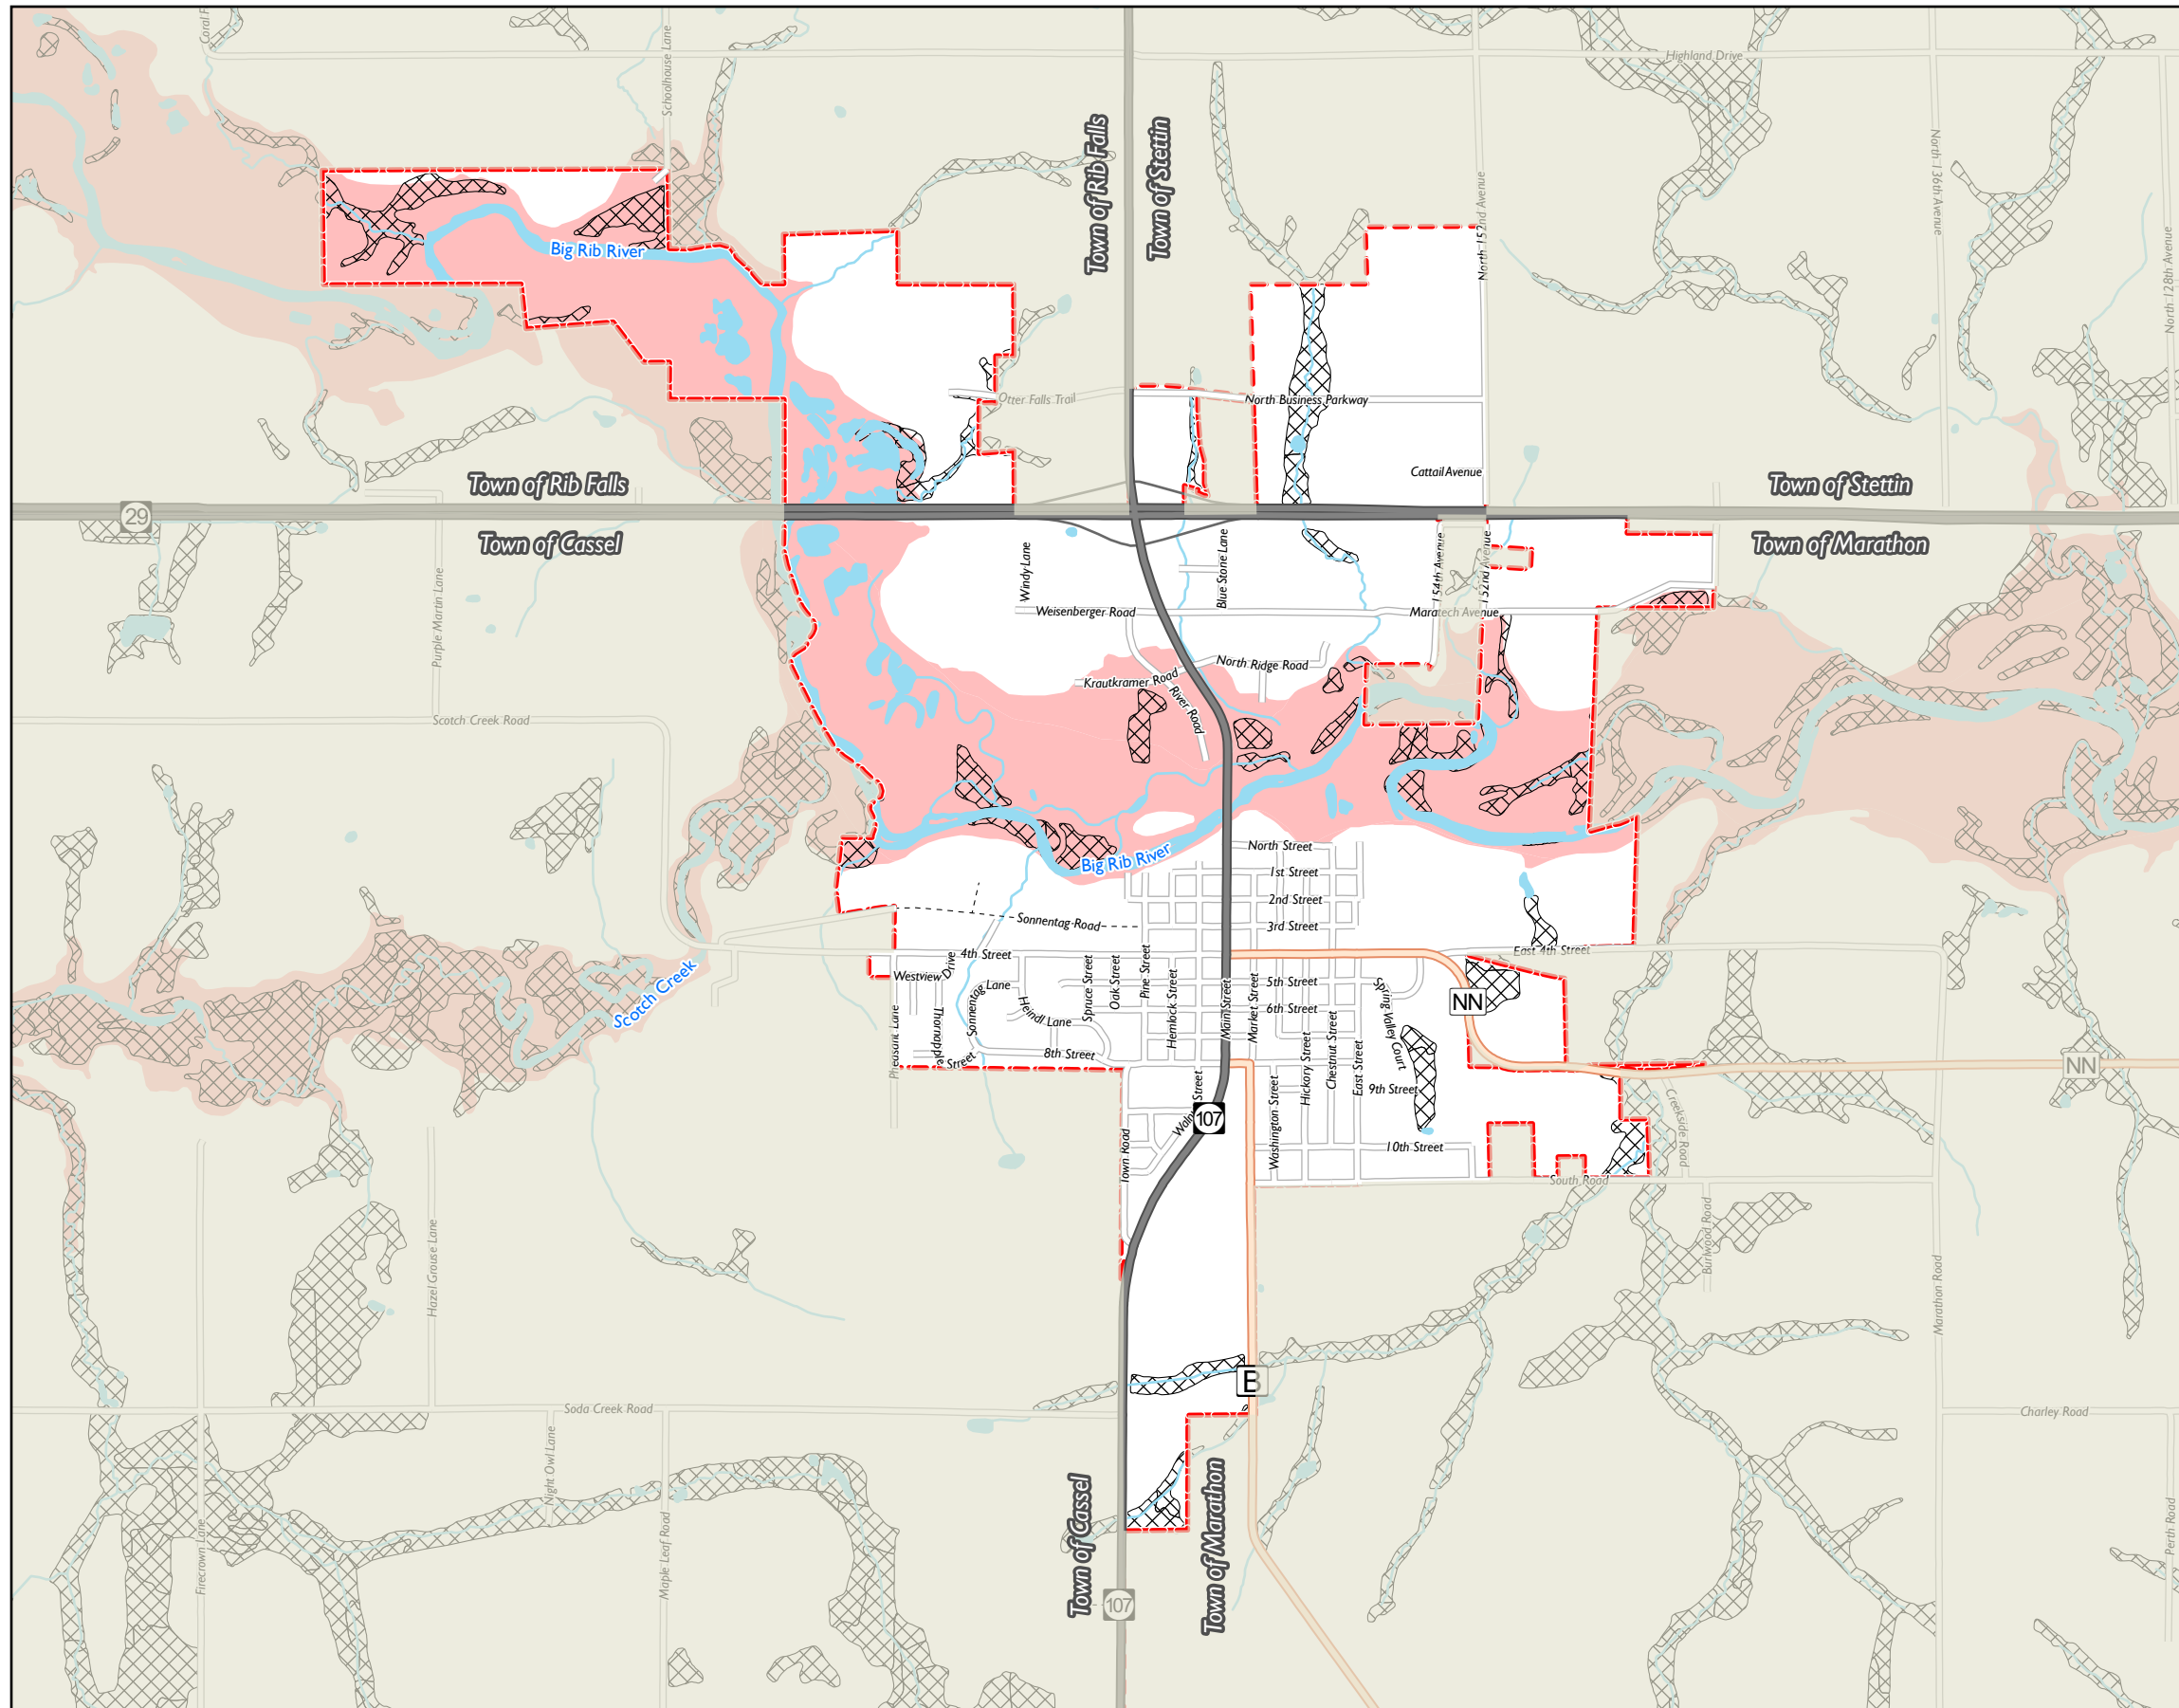 Coral F
Schoolhouse Lane
Highland Drive
Town of Rib Falls
Town of Stettin
North 136th Avenue
North 152nd Avenue
North 128th Avenue
Big Rib River
Otter Falls Trail
North Business Parkway
Cattail Avenue
Town of Rib Falls
Town of Stettin
29
Town of Cassel
Town of Marathon
Windy Lane
Blue Stone Lane
154th Avenue
152nd Avenue
Purple Martin Lane
Weisenberger Road
Maratech Avenue
North Ridge Road
Krautkramer Road
River Road
Scotch Creek Road
North Street
Big Rib River
1st Street
2nd Street
3rd Street
Sonnentag Road
4th Street
East 4th Street
Westview
Drive
Sonnentag Lane
Heindl Lane
Spruce Street
Oak Street
Pine Street
Hemlock Street
Main Street
Market Street
5th Street
6th Street
Spring Valley Court
NN
Scotch Creek
Pheasant Lane
Thornapple
Street
8th Street
Hickory Street
Chestnut Street
East Street
9th Street
NN
Walnut Street
107
Washington Street
10th Street
Town Road
Creekside Road
South Road
Burlwood Road
Hazel Grouse Lane
Marathon Road
B
Soda Creek Road
Charley Road
Night Owl Lane
Firecrown Lane
Maple Leaf Road
Town of Cassel
Town of Marathon
Perth Road
107